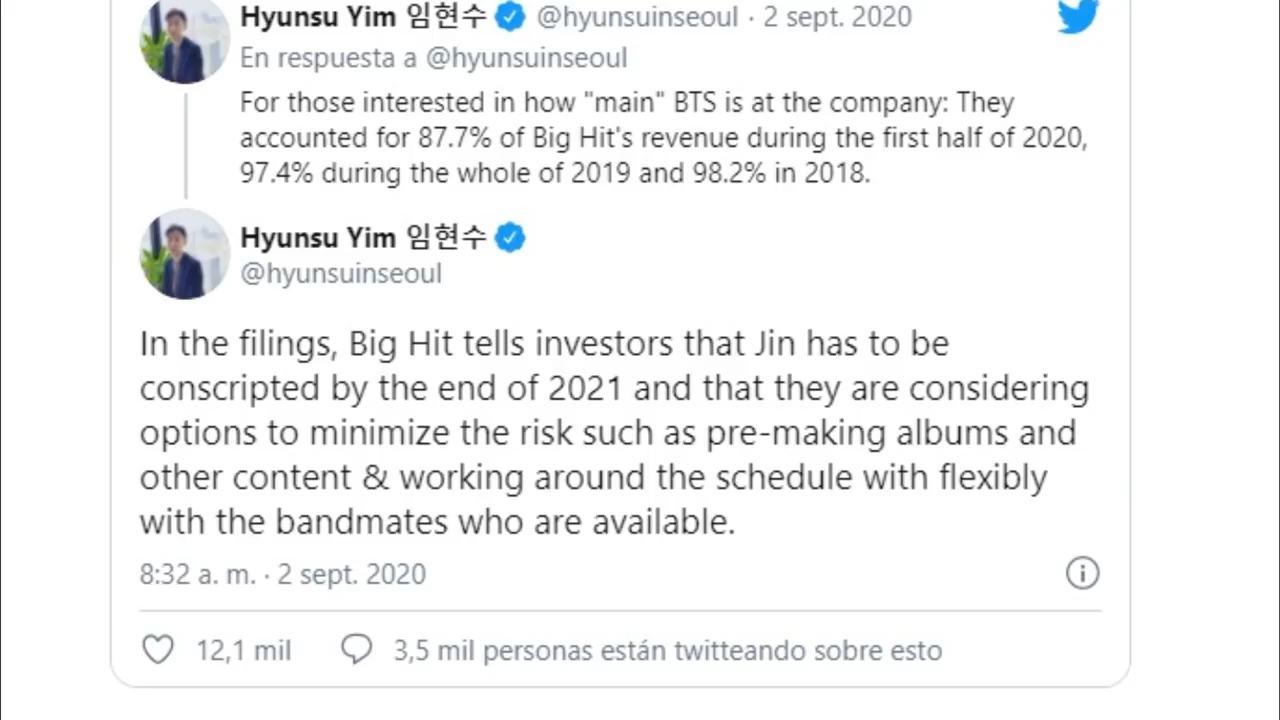 Hyunsu Yim 임현수 @hyunsuinseoul · 2 sept. 2020
En respuesta a @hyunsuinseoul
For those interested in how "main" BTS is at the company: They
accounted for 87.7% of Big Hit's revenue during the first half of 2020,
97.4% during the whole of 2019 and 98.2% in 2018.
Hyunsu Yim 임현수
@hyunsuinseoul
In the filings, Big Hit tells investors that Jin has to be
conscripted by the end of 2021 and that they are considering
options to minimize the risk such as pre-making albums and
other content & working around the schedule with flexibly
with the bandmates who are available.
8:32 a. m. · 2 sept. 2020
12,1 mil 3,5 mil personas están twitteando sobre esto